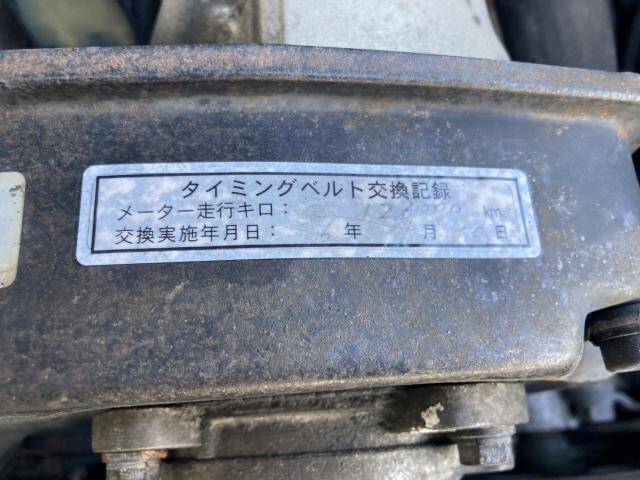 タイミングベルト交換記録
メーター走行キロ： km
交換実施年月日： 年 月 日